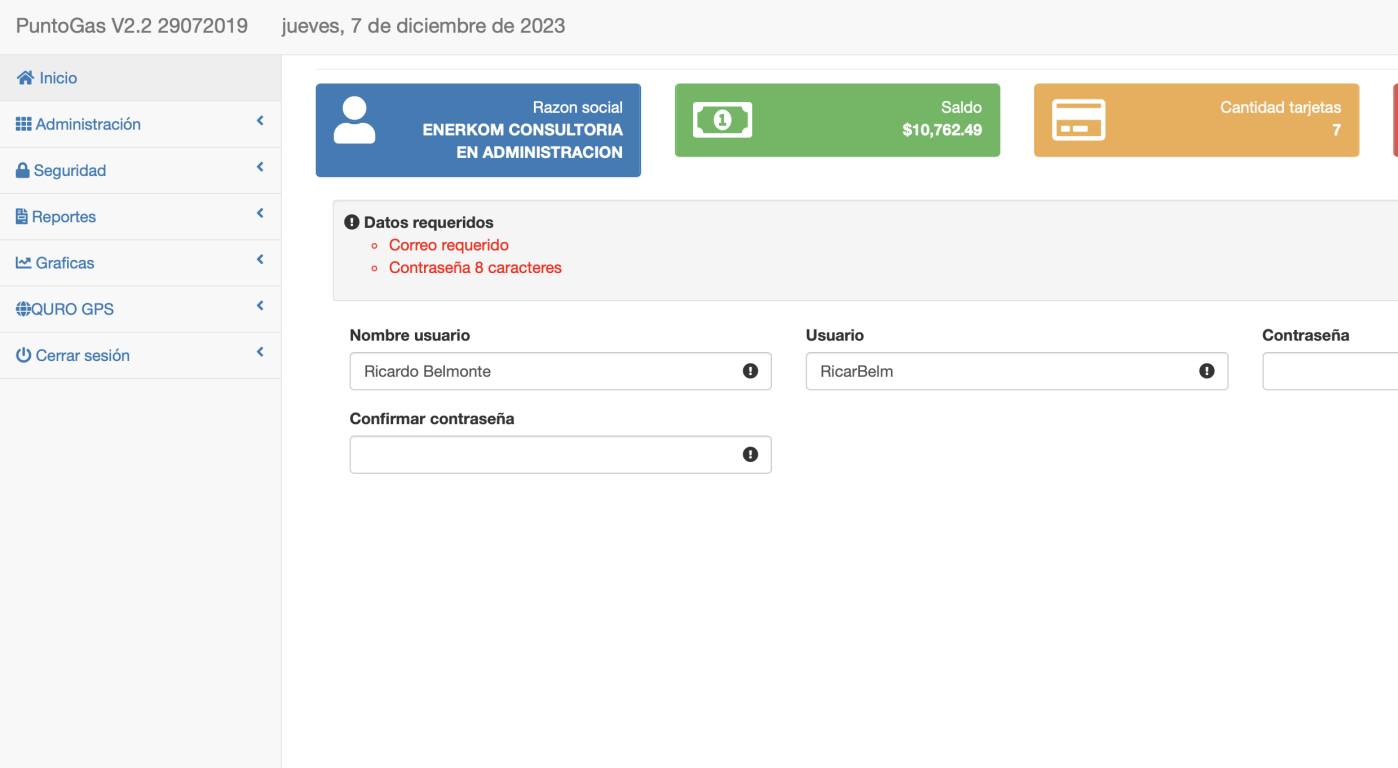 PuntoGas V2.2 29072019 jueves, 7 de diciembre de 2023
Inicio
Administración
Seguridad
Reportes
Graficas
QURO GPS
Cerrar sesión
Razon social
ENERKOM CONSULTORIA
EN ADMINISTRACION
1
Saldo
$10,762.49
Cantidad tarjetas
7
Datos requeridos
Correo requerido
Contraseña 8 caracteres
Nombre usuario
Ricardo Belmonte
Usuario
RicarBelm
Contraseña
Confirmar contraseña